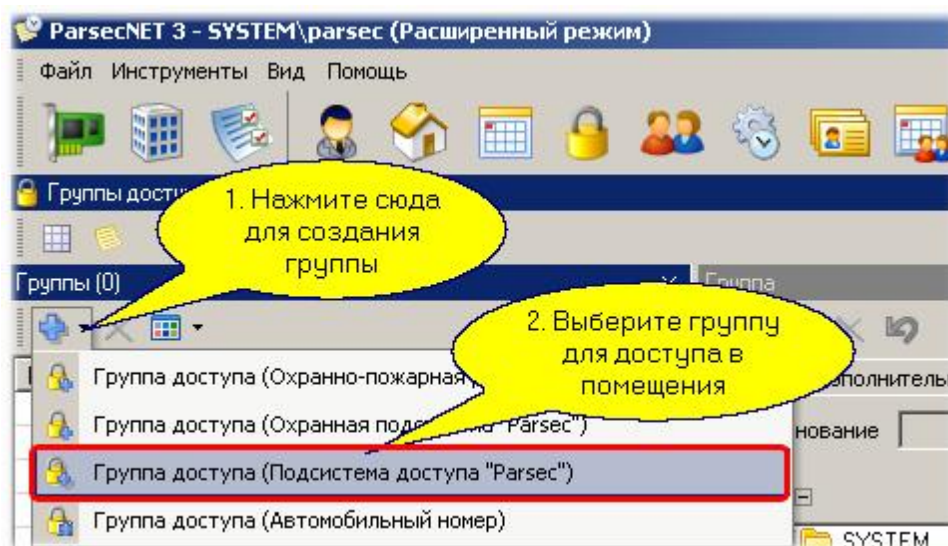 ParsecNET 3 - SYSTEM\parsec (Расширенный режим)
Файл Инструменты Вид Помощь
Группы
1. Нажмите сюда
для создания
группы
Группы (0)
Группа
2. Выберите группу
для доступа в
помещения
Группа доступа (Охранно-пожарная
Группа доступа (Охранная "Parsec")
нование
Группа доступа (Подсистема доступа "Parsec")
Группа доступа (Автомобильный номер)
SYSTEM